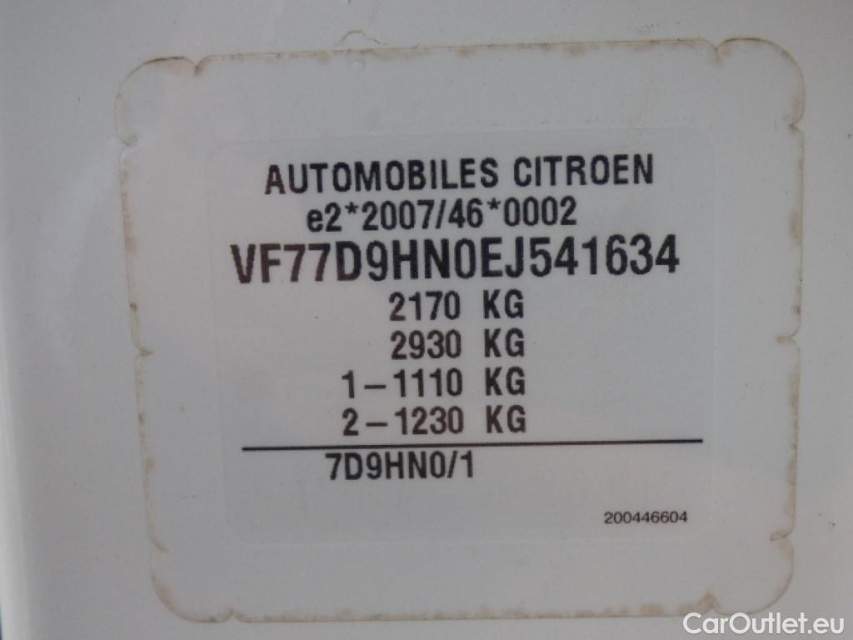 AUTOMOBILES CITROEN
e2*2007/46*0002
VF77D9HN0EJ541634
2170 KG
2930 KG
1-1110 KG
2-1230 KG
7D9HN0/1
200446604
CarOutlet.eu